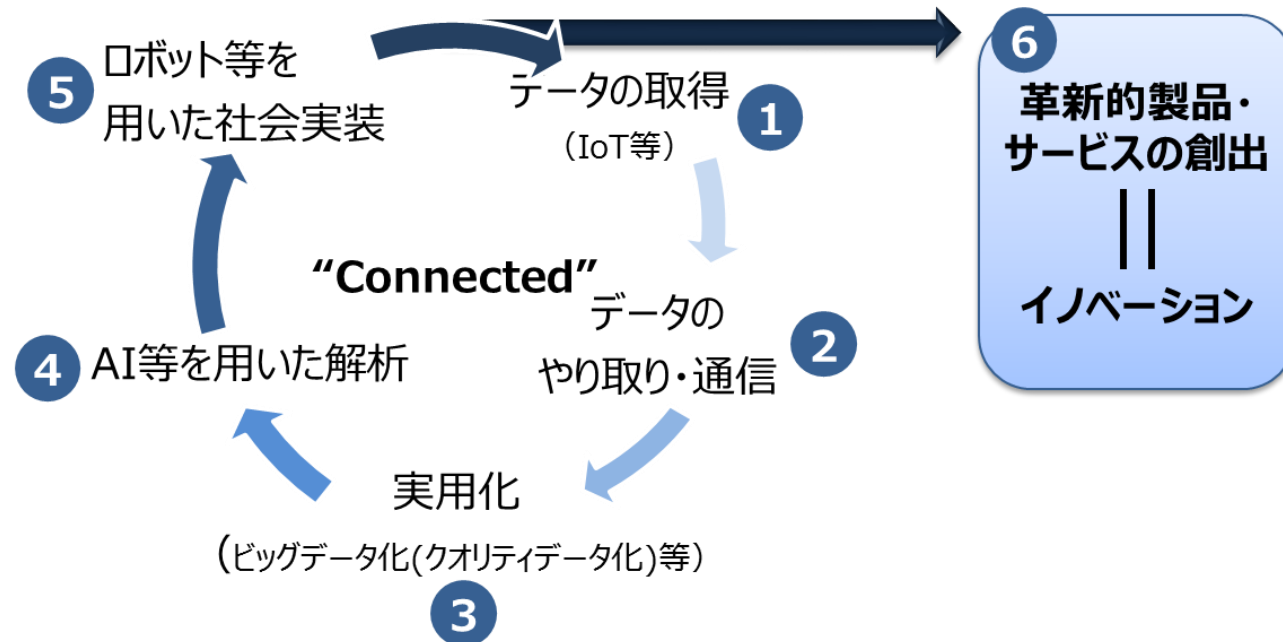 1
データの取得
（IoT等）
2
データの
やり取り・通信
3
実用化
（ビッグデータ化(クオリティデータ化)等）
4
AI等を用いた解析
5
ロボット等を
用いた社会実装
“Connected”
6
革新的製品・
サービスの創出
||
イノベーション